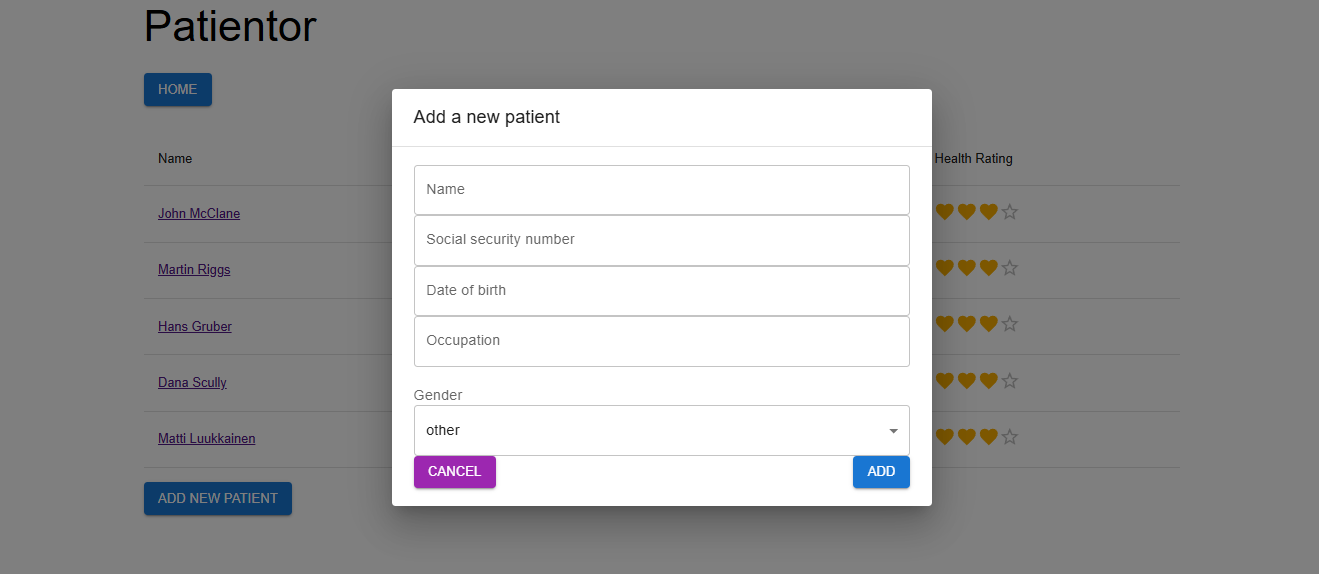 Patientor
HOME
Add a new patient
Name
Health Rating
Name
John McClane
Social security number
Martin Riggs
Date of birth
Hans Gruber
Occupation
Dana Scully
Gender
other
Matti Luukkainen
CANCEL
ADD
ADD NEW PATIENT